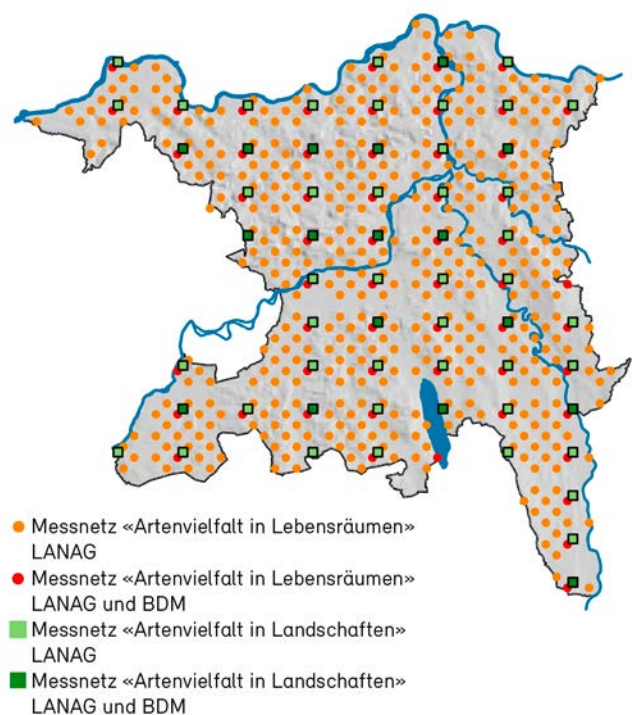 Messnetz «Artenvielfalt in Lebensräumen»
LANAG
Messnetz «Artenvielfalt in Lebensräumen»
LANAG und BDM
Messnetz «Artenvielfalt in Landschaften»
LANAG
Messnetz «Artenvielfalt in Landschaften»
LANAG und BDM